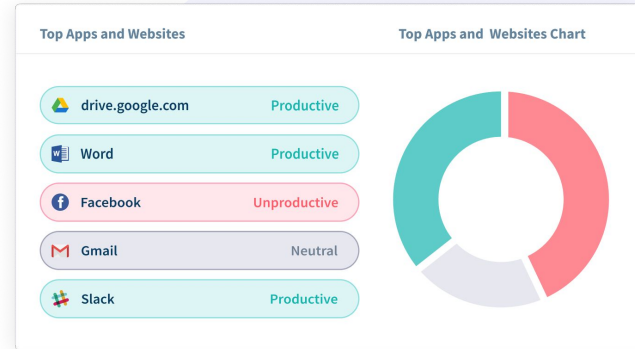 Top Apps and Websites
Top Apps and Websites Chart
drive.google.com Productive
Word Productive
Facebook Unproductive
Gmail Neutral
Slack Productive